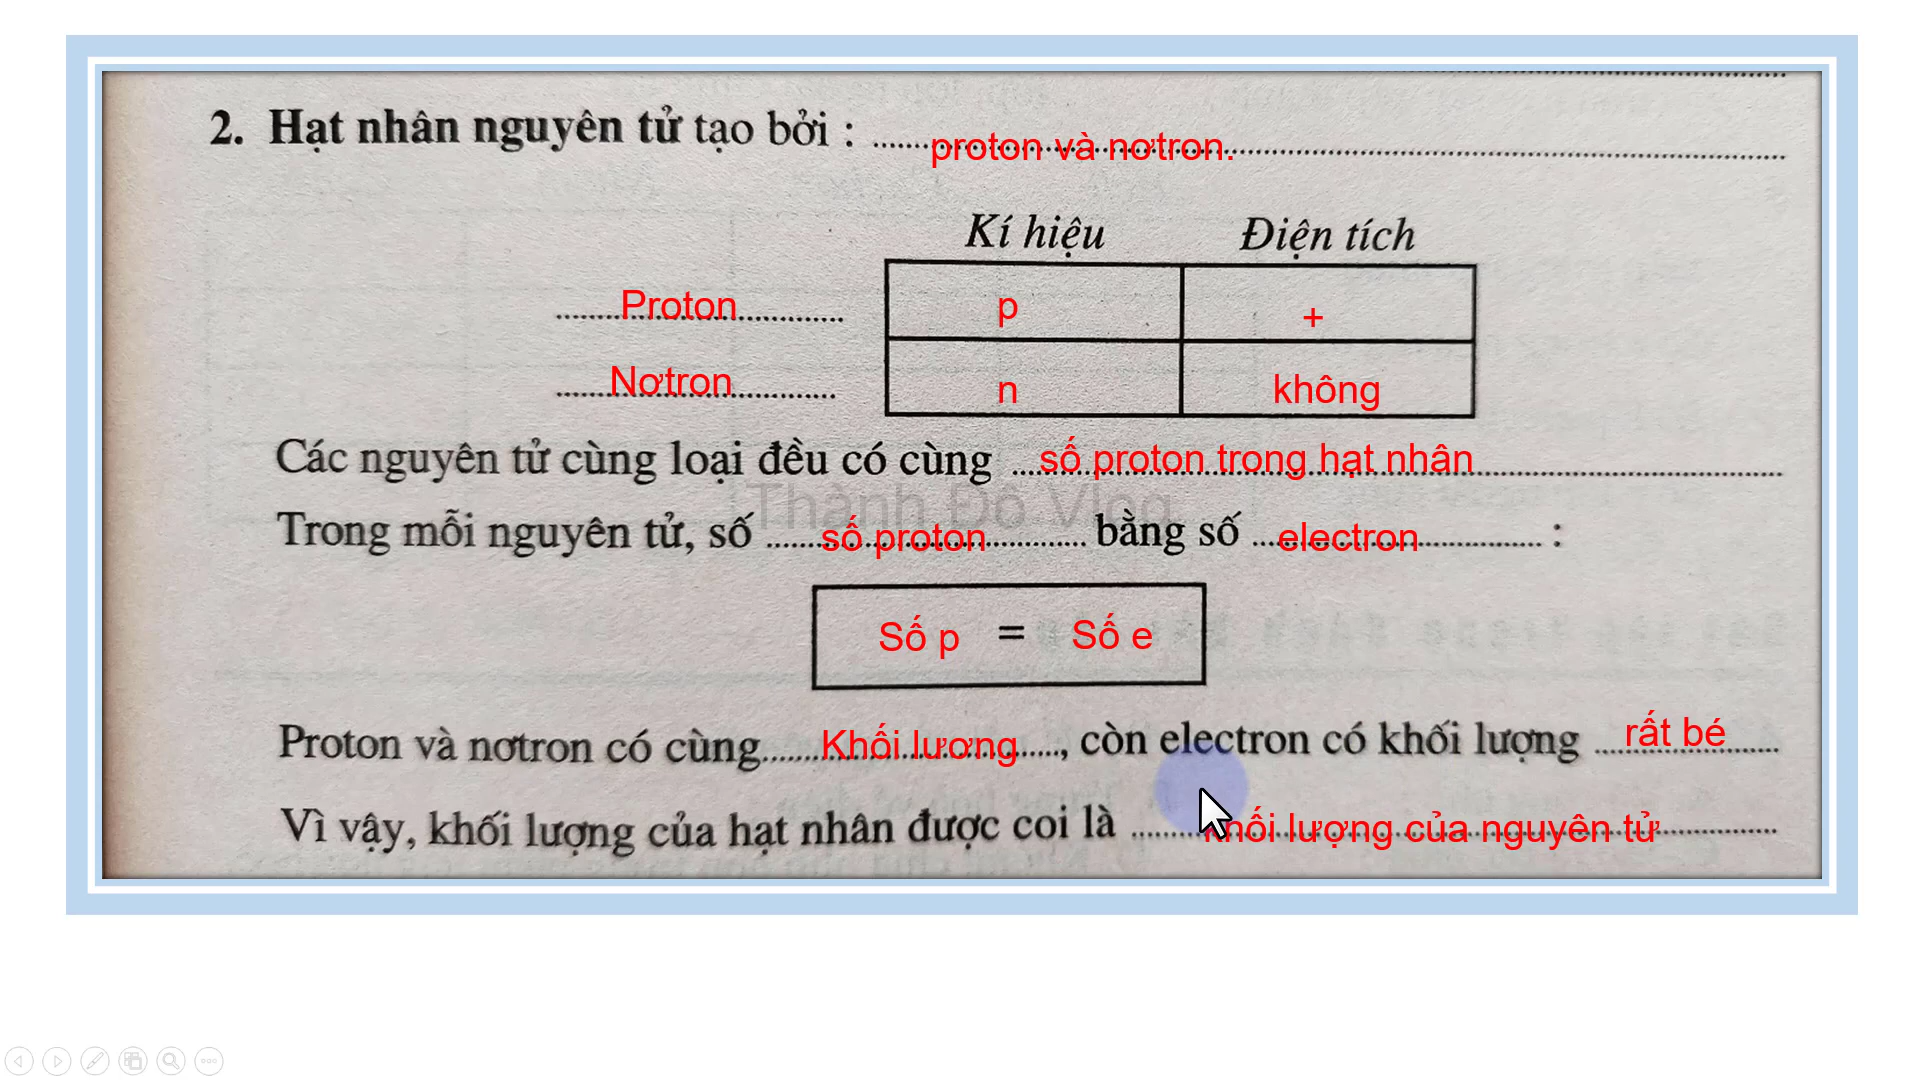 2. Hạt nhân nguyên tử tạo bởi : proton và nơtron.
Kí hiệu Điện tích
Proton p +
Nơtron n không
Các nguyên tử cùng loại đều có cùng số proton trong hạt nhân
Thành Đô Vlog
Trong mỗi nguyên tử, số số proton bằng số electron :
Số p = Số e
Proton và nơtron có cùng Khối lương, còn electron có khối lượng rất bé
Vì vậy, khối lượng của hạt nhân được coi là khối lượng của nguyên tử